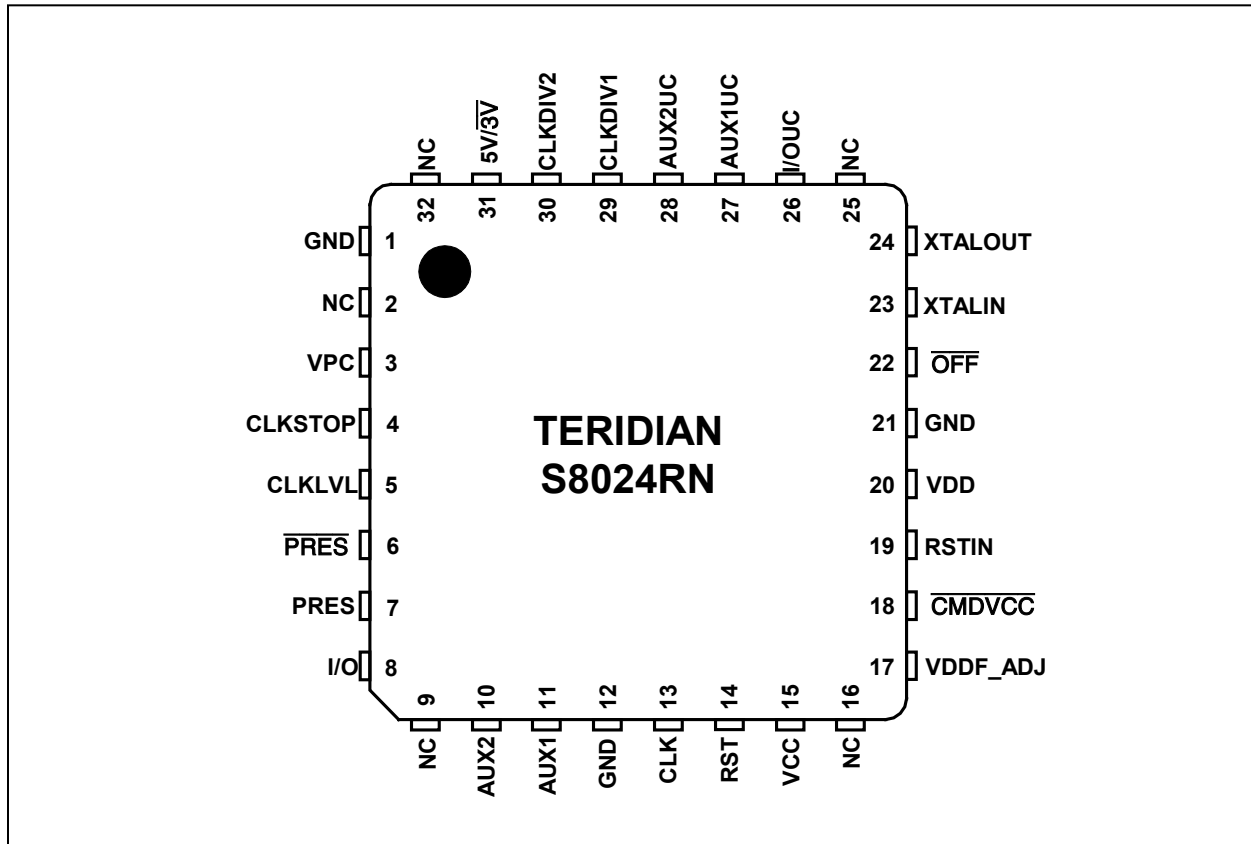 NC
5V/3V
CLKDIV2
CLKDIV1
AUX2UC
AUX1UC
I/OUC
NC
32
31
30
29
28
27
26
25
GND 1
NC 2
VPC 3
CLKSTOP 4
CLKLVL 5
PRES 6
PRES 7
I/O 8
TERIDIAN
S8024RN
24 XTALOUT
23 XTALIN
22 OFF
21 GND
20 VDD
19 RSTIN
18 CMDVCC
17 VDDF_ADJ
9
10
11
12
13
14
15
16
NC
AUX2
AUX1
GND
CLK
RST
VCC
NC